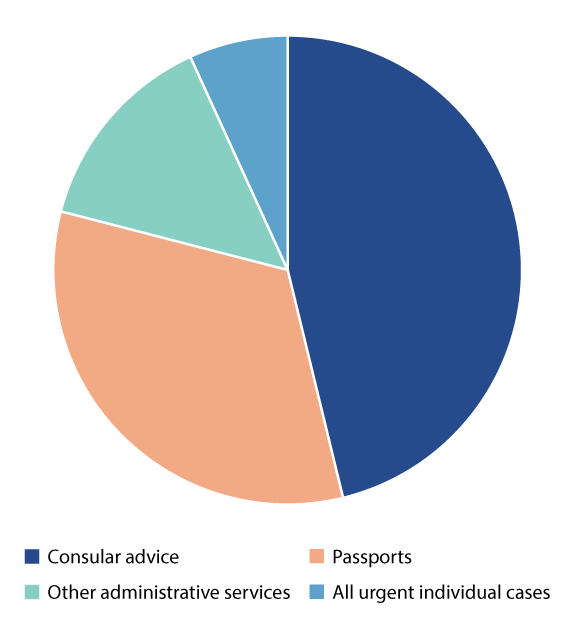 Consular advice
Passports
Other administrative services
All urgent individual cases